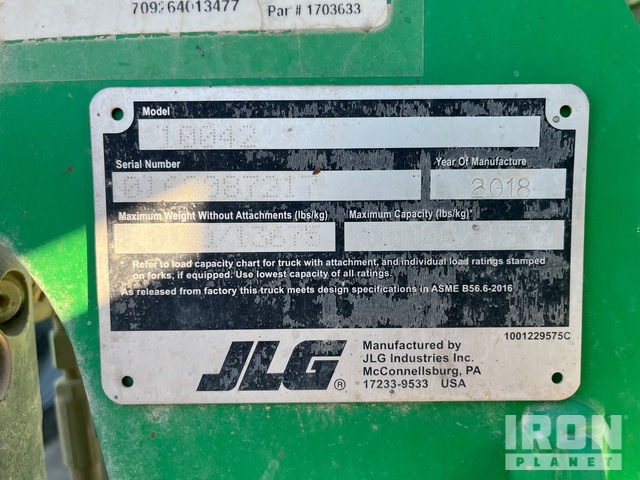 709264013477
Par # 1703633
Model
10042
Serial Number
Year Of Manufacture
2018
Maximum Weight Without Attachments (lbs/kg)
Maximum Capacity (lbs/kg)*
* Refer to load capacity chart for truck with attachment, and individual load ratings stamped
on forks, if equipped. Use lowest capacity of all ratings.
As released from factory this truck meets design specifications in ASME B56.6-2016
1001229575C
JLG ®
Manufactured by
JLG Industries Inc.
McConnellsburg, PA
17233-9533 USA
IRON
PLANET